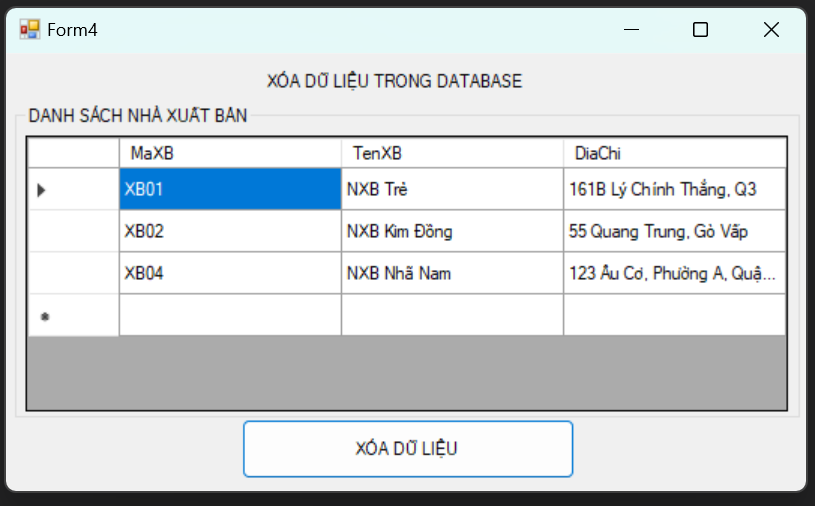 Form4
XÓA DỮ LIỆU TRONG DATABASE
DANH SÁCH NHÀ XUẤT BẢN
MaXB TenXB DiaChi
XB01 NXB Trẻ 161B Lý Chính Thắng, Q3
XB02 NXB Kim Đồng 55 Quang Trung, Gò Vấp
XB04 NXB Nhã Nam 123 Âu Cơ, Phường A, Quậ...
XÓA DỮ LIỆU